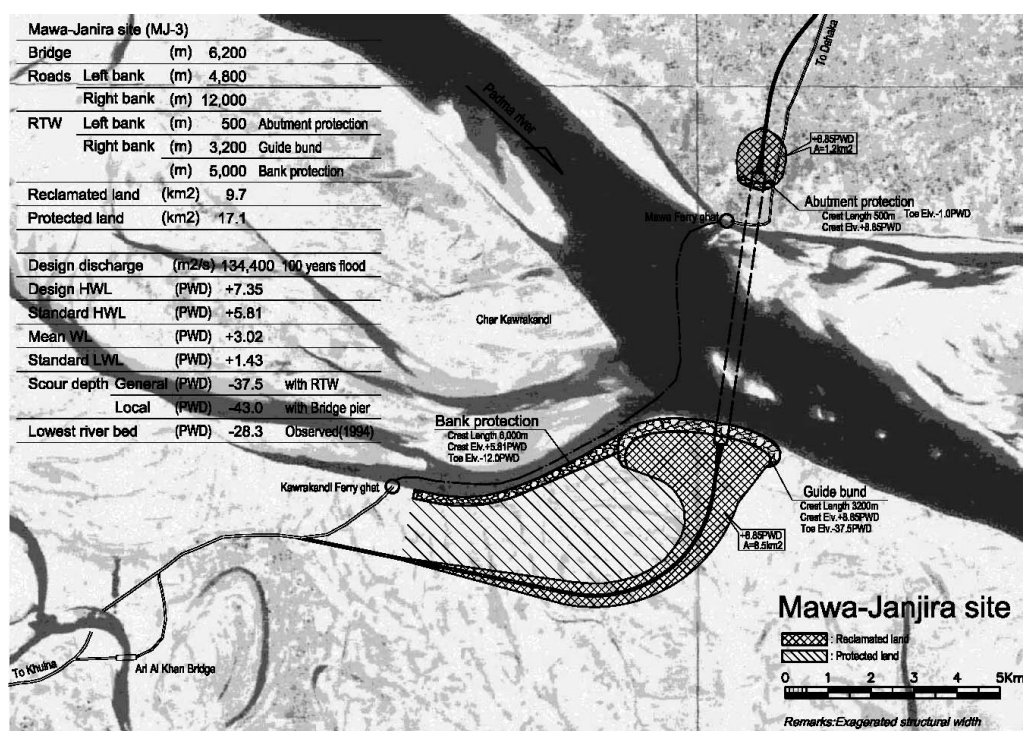 Mawa-Janira site (MJ-3)
Bridge (m) 6,200
Roads Left bank (m) 4,800
Right bank (m) 12,000
RTW Left bank (m) 500 Abutment protection
Right bank (m) 3,200 Guide bund
(m) 5,000 Bank protection
Reclamated land (km2) 9.7
Protected land (km2) 17.1
Design discharge (m2/s) 134,400 100 years flood
Design HWL (PWD) +7.35
Standard HWL (PWD) +5.81
Mean WL (PWD) +3.02
Standard LWL (PWD) +1.43
Scour depth General (PWD) -37.5 with RTW
Local (PWD) -43.0 with Bridge pier
Lowest river bed (PWD) -28.3 Observed(1994)
Padma river
To Dahaka
+8.85PWD
A=1.2km2
Abutment protection
Crest Length 500m Toe Elv.-1.0PWD
Crest Elv.+8.85PWD
Mawa Ferry ghat
Char Kawrakandi
Bank protection
Crest Length 6,000m
Crest Elv.+5.81PWD
Toe Elv.-12.0PWD
Kawrakandi Ferry ghat
Guide bund
Crest Length 3200m
Crest Elv.+8.85PWD
Toe Elv.-37.5PWD
+8.85PWD
A=8.5km2
To Khulna
Ari Al Khan Bridge
Mawa-Janjira site
: Reclamated land
: Protected land
0 1 2 3 4 5Km
Remarks:Exagerated structural width